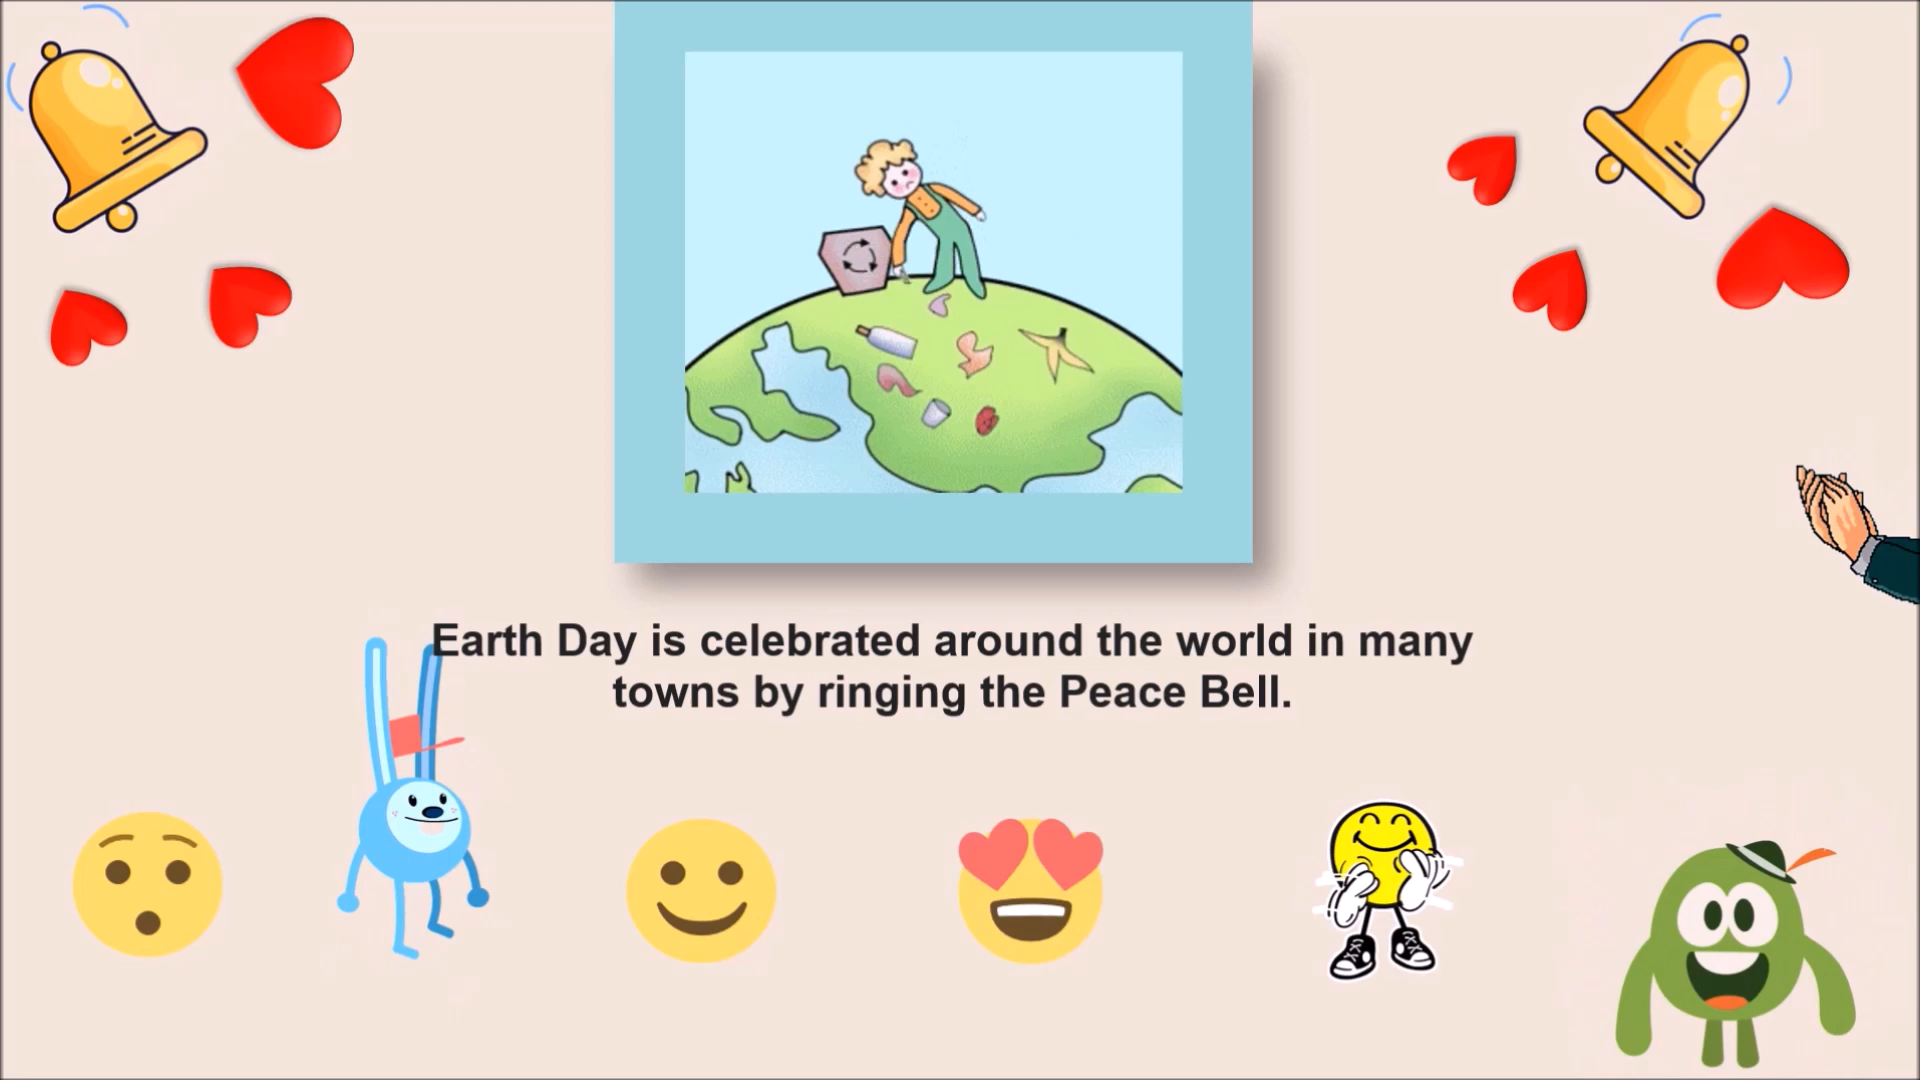 Earth Day is celebrated around the world in many
towns by ringing the Peace Bell.